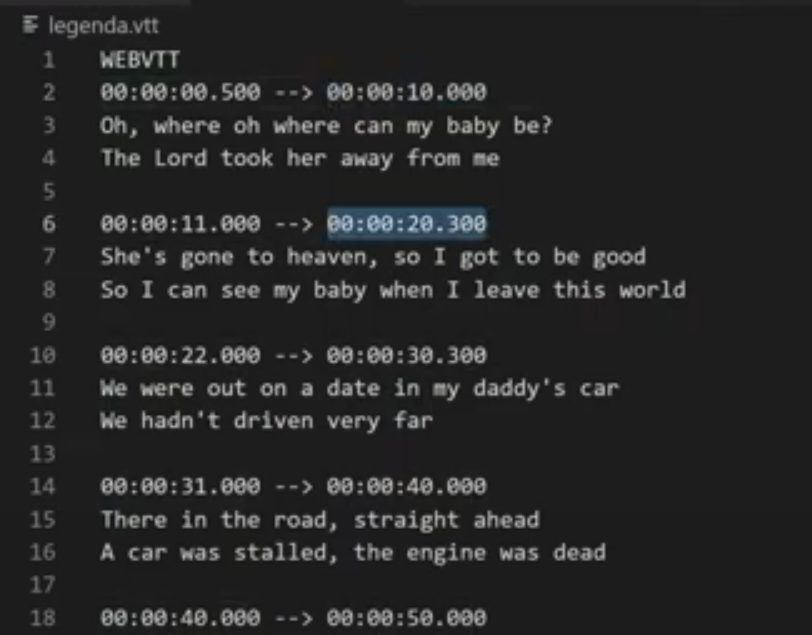 legenda.vtt
1 WEBVTT
2 00:00:00.500 --> 00:00:10.000
3 Oh, where oh where can my baby be?
4 The Lord took her away from me
5
6 00:00:11.000 --> 00:00:20.300
7 She's gone to heaven, so I got to be good
8 So I can see my baby when I leave this world
9
10 00:00:22.000 --> 00:00:30.300
11 We were out on a date in my daddy's car
12 We hadn't driven very far
13
14 00:00:31.000 --> 00:00:40.000
15 There in the road, straight ahead
16 A car was stalled, the engine was dead
17
18 00:00:40.000 --> 00:00:50.000